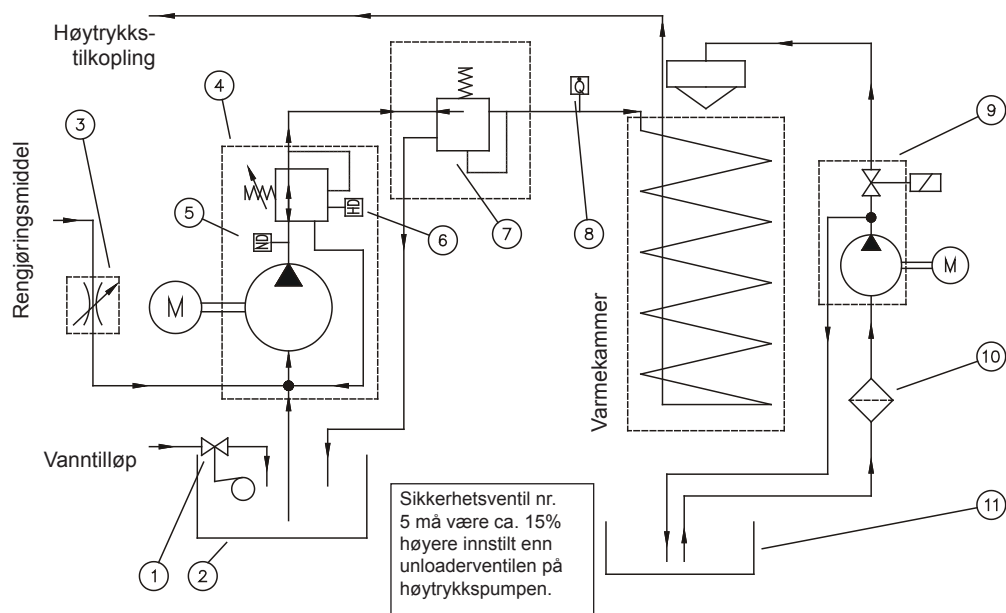 Høytrykks-
tilkopling
4
3
9
5
ND
HD
6
7
Q
8
Rengjøringsmiddel
M
M
Varmekammer
10
Vanntilløp
1
2
Sikkerhetsventil nr.
5 må være ca. 15%
høyere innstilt enn
unloaderventilen på
høytrykkspumpen.
11